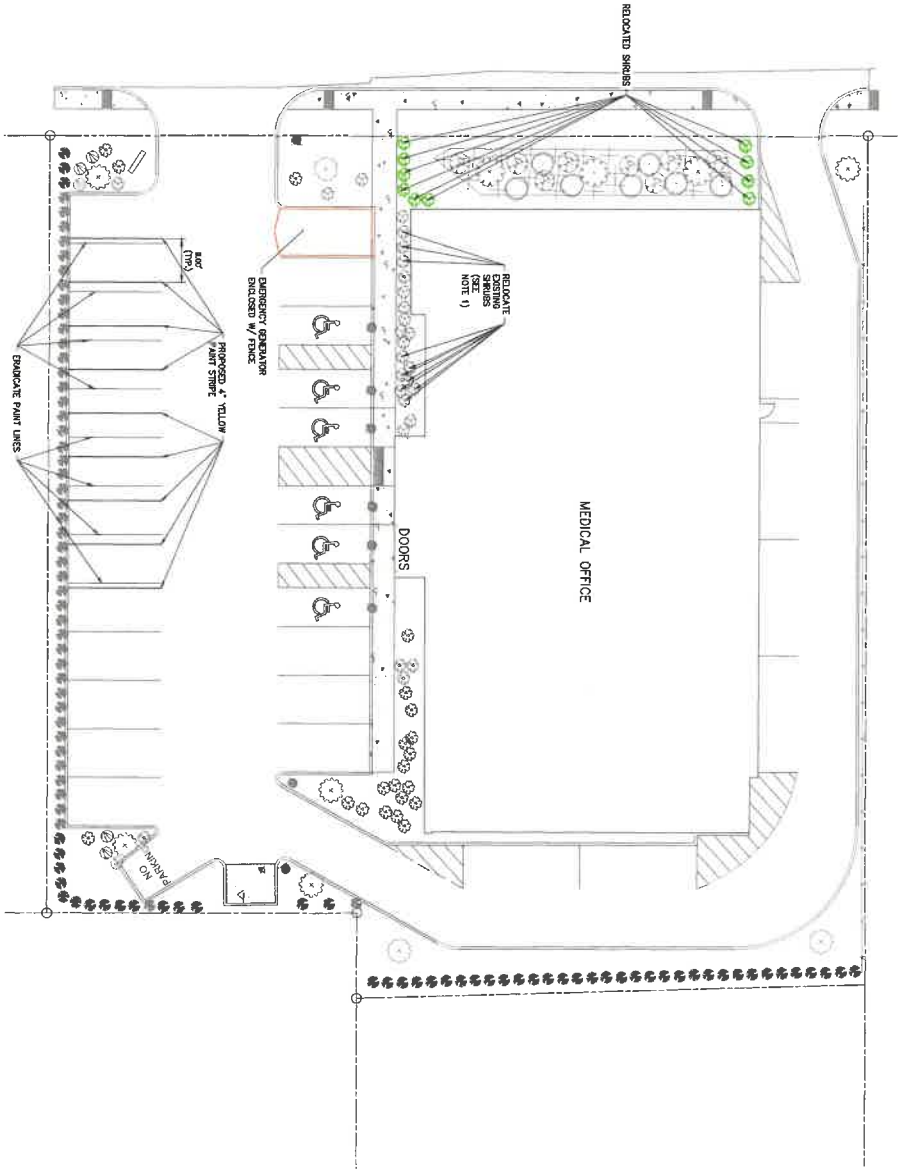 RELOCATED SHRUBS
RELOCATE
EXISTING
SHRUBS
(SEE
NOTE 1)
EMERGENCY GENERATOR
ENCLOSED W/ FENCE
8.00'
(TYP.)
PROPOSED 4" YELLOW
PAINT STRIPE
ERADICATE PAINT LINES
MEDICAL OFFICE
DOORS
NO
PARKING